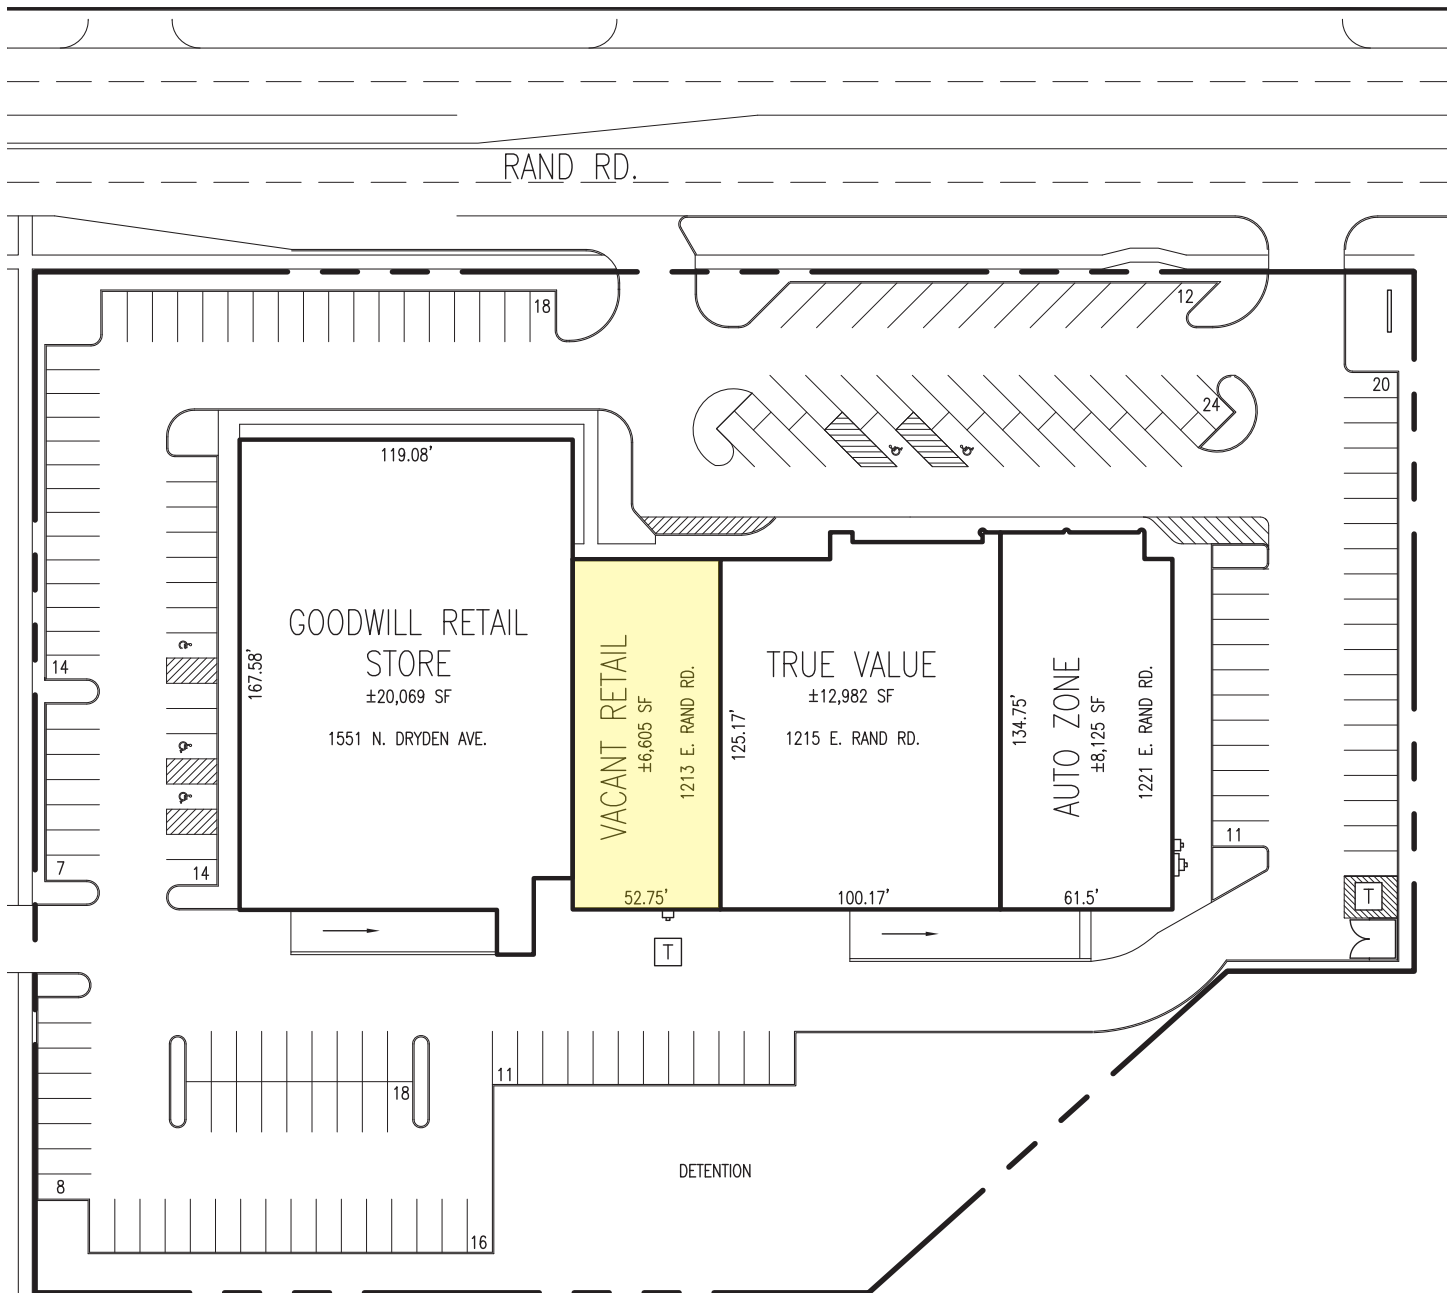 RAND RD.
18
12
20
24
119.08'
GOODWILL RETAIL
STORE
±20,069 SF
1551 N. DRYDEN AVE.
167.58'
14
7
14
VACANT RETAIL
±6,605 SF
1213 E. RAND RD.
52.75'
125.17'
TRUE VALUE
±12,982 SF
1215 E. RAND RD.
100.17'
134.75'
AUTO ZONE
±8,125 SF
1221 E. RAND RD.
61.5'
11
T
T
18
11
8
16
DETENTION